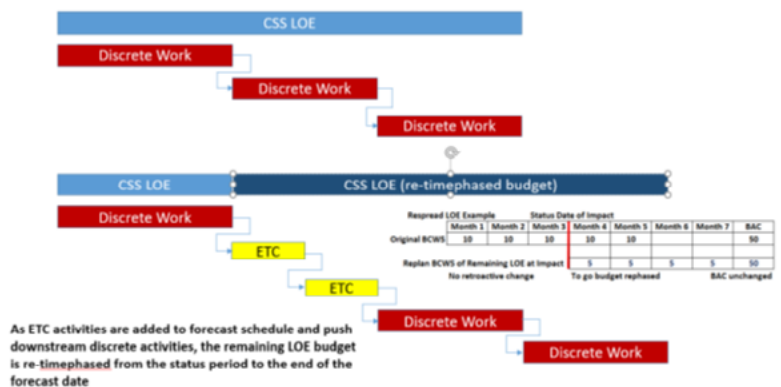 CSS LOE
Discrete Work
Discrete Work
Discrete Work
CSS LOE
CSS LOE (re-timephased budget)
Discrete Work
Respread LOE Example Status Date of Impact
Month 1 Month 2 Month 3 Month 4 Month 5 Month 6 Month 7 BAC
Original BCWS 10 10 10 10 10 50
Replan BCWS of Remaining LOE at Impact 5 5 5 5 50
No retroactive change To go budget rephased BAC unchanged
ETC
ETC
Discrete Work
Discrete Work
As ETC activities are added to forecast schedule and push
downstream discrete activities, the remaining LOE budget
is re-timephased from the status period to the end of the
forecast date